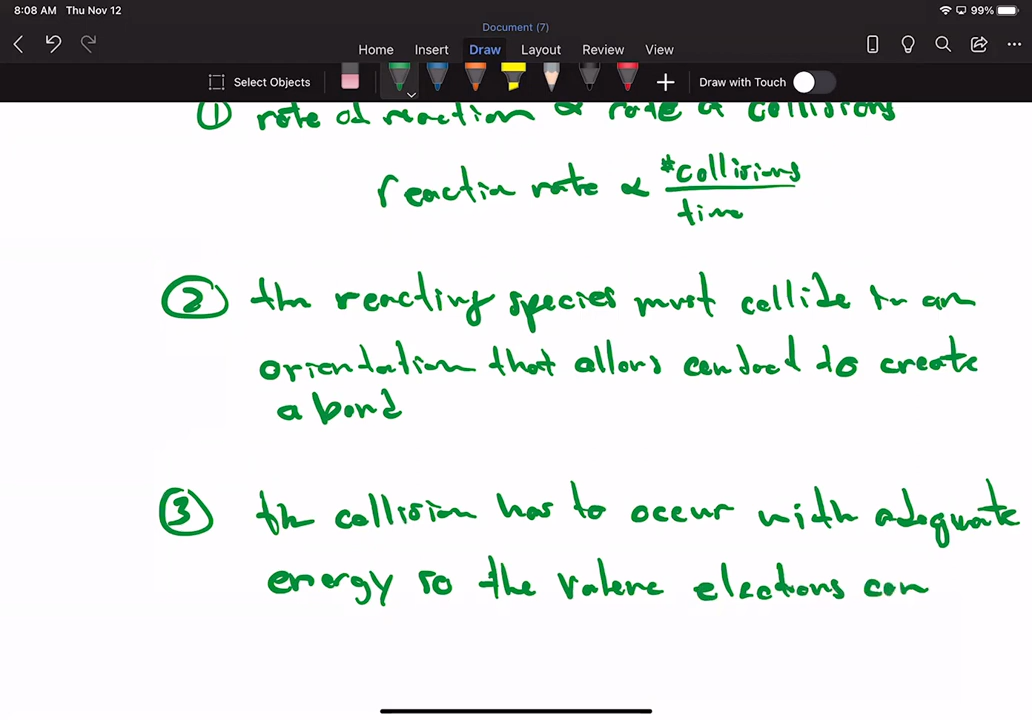 8:08 AM Thu Nov 12
99%
Document (7)
Home Insert Draw Layout Review View
Select Objects
Draw with Touch
① rate of reaction ∝ rate of collisions
reaction rate ∝ #collisions
time
② the reacting species must collide in an
orientation that allows contact to create
a bond
③ the collision has to occur with adequate
energy so the valence electrons can